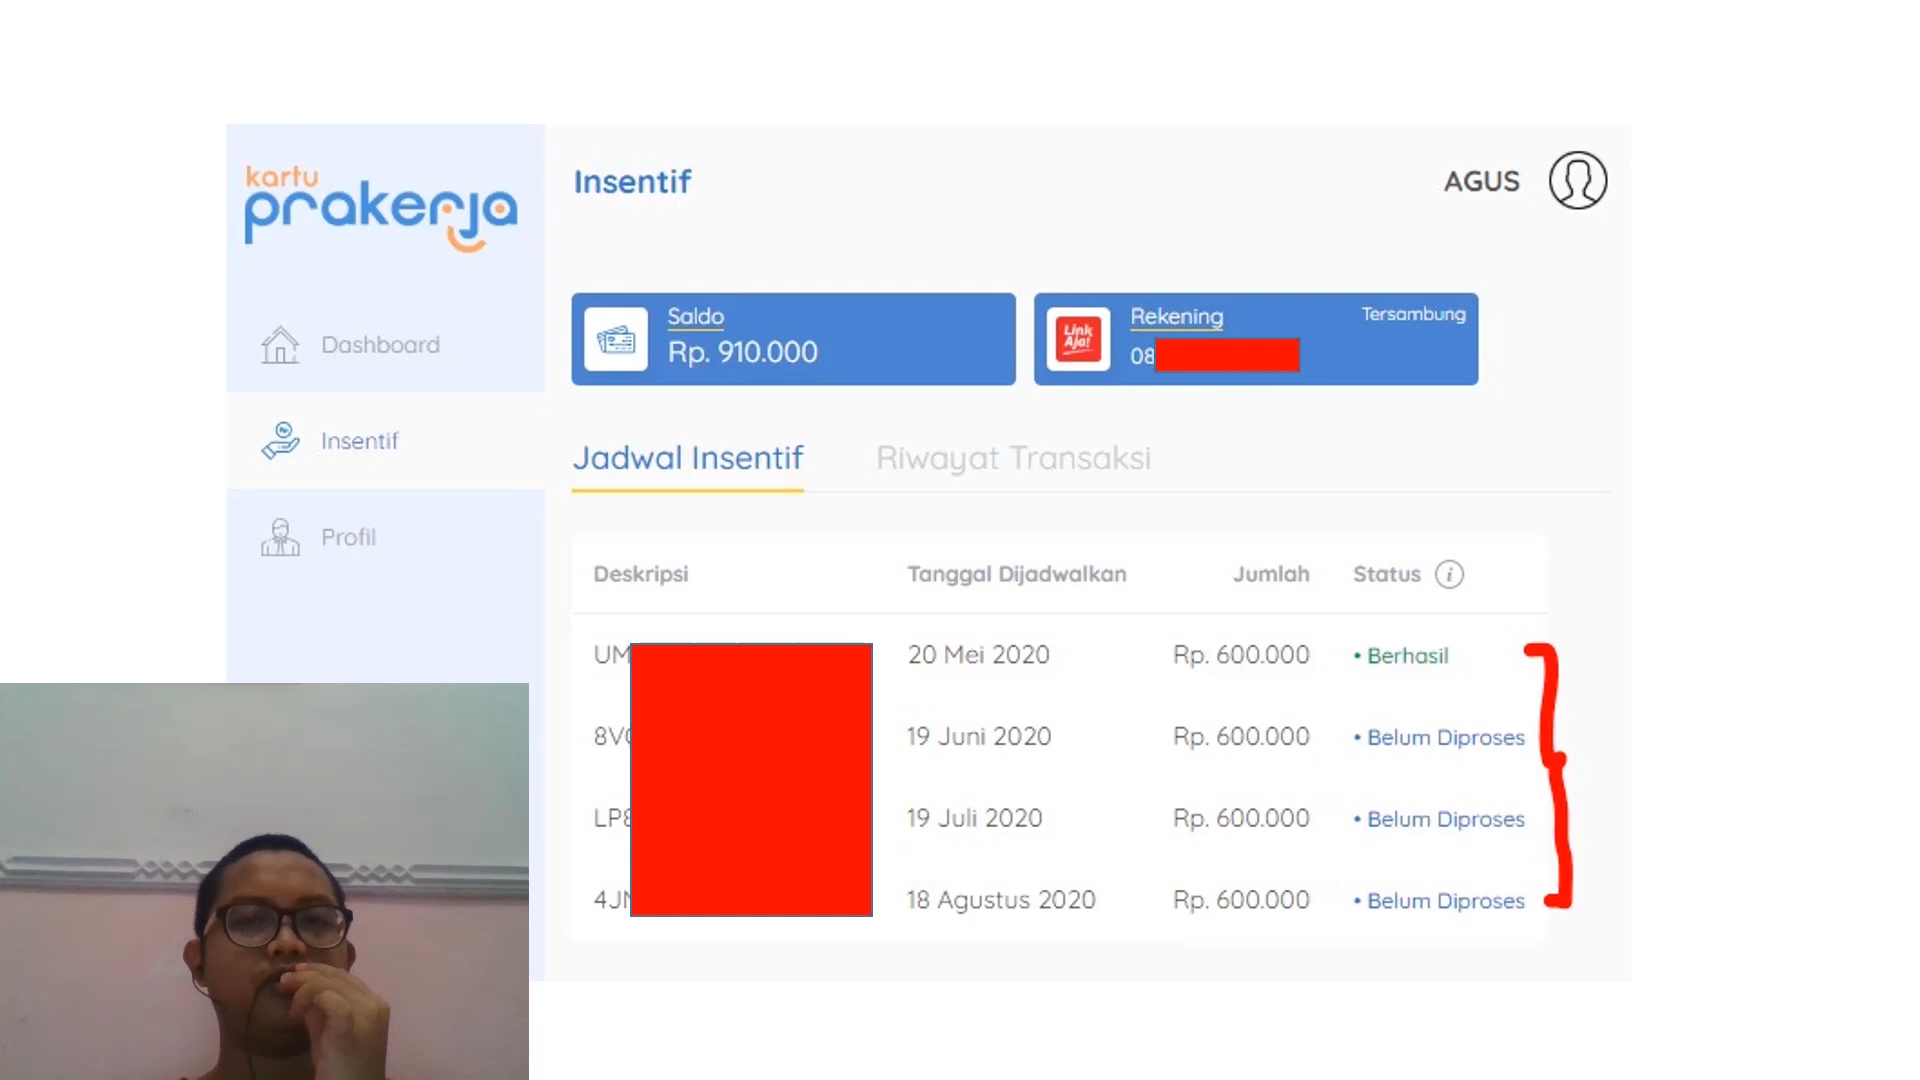 kartu
prakerja
Insentif
AGUS
Saldo
Rp. 910.000
Link
Aja!
Rekening
Tersambung
08
Dashboard
Insentif
Profil
Jadwal Insentif Riwayat Transaksi
Deskripsi Tanggal Dijadwalkan Jumlah Status i
UM 20 Mei 2020 Rp. 600.000 • Berhasil
8V 19 Juni 2020 Rp. 600.000 • Belum Diproses
LP8 19 Juli 2020 Rp. 600.000 • Belum Diproses
4J 18 Agustus 2020 Rp. 600.000 • Belum Diproses